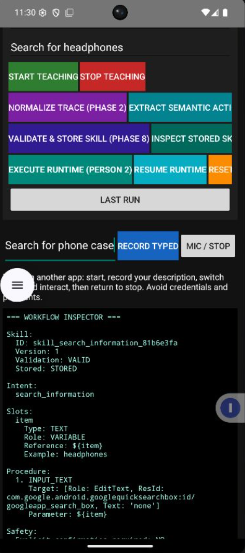 11:30
Search for headphones
START TEACHING STOP TEACHING
NORMALIZE TRACE (PHASE 2) EXTRACT SEMANTIC ACTI
VALIDATE & STORE SKILL (PHASE 8) INSPECT STORED SK
EXECUTE RUNTIME (PERSON 2) RESUME RUNTIME RESE
LAST RUN
Search for phone case RECORD TYPED MIC / STOP
another app: start, record your description, switch
d interact, then return to stop. Avoid credentials and
nts.
=== WORKFLOW INSPECTOR ===
Skill:
ID: skill_search_information_81b6e3fa
Version: 1
Validation: VALID
Stored: STORED
Intent:
search_information
Slots:
item
Type: TEXT
Role: VARIABLE
Reference: ${item}
Example: headphones
Procedure:
1. INPUT_TEXT
Target: [Role: EditText, ResId:
com.google.android.googlequicksearchbox:id/
googleapp_search_box, Text: 'none']
Parameter: ${item}
Safety: